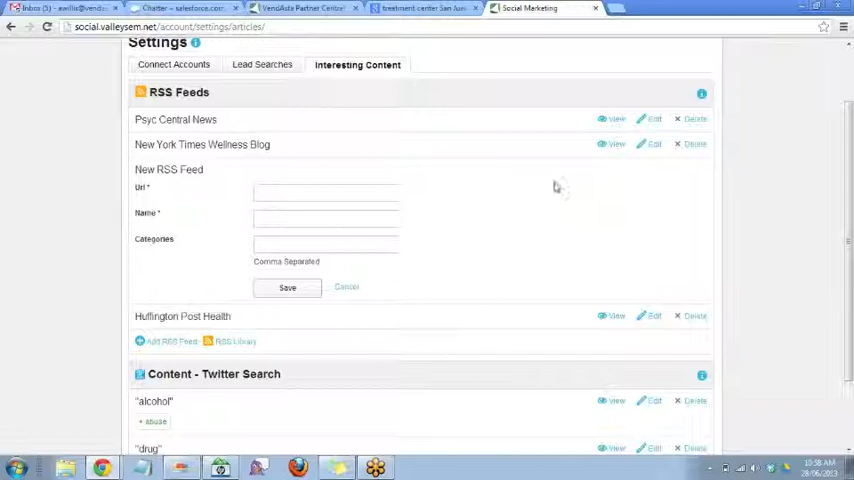 Inbox (5) - ewillis@vend
Chatter ~ salesforce.com
VendAsta Partner Central
treatment center San Juan
Social Marketing
social.valleysem.net/account/settings/articles/
Settings
Connect Accounts
Lead Searches
Interesting Content
RSS Feeds
Psyc Central News
View Edit Delete
New York Times Wellness Blog
View Edit Delete
New RSS Feed
Url *
Name *
Categories
Comma Separated
Save
Cancel
Huffington Post Health
View Edit Delete
Add RSS Feed
RSS Library
Content - Twitter Search
"alcohol"
View Edit Delete
+ abuse
"drug"
View Edit Delete
10:38 AM
28/06/2013